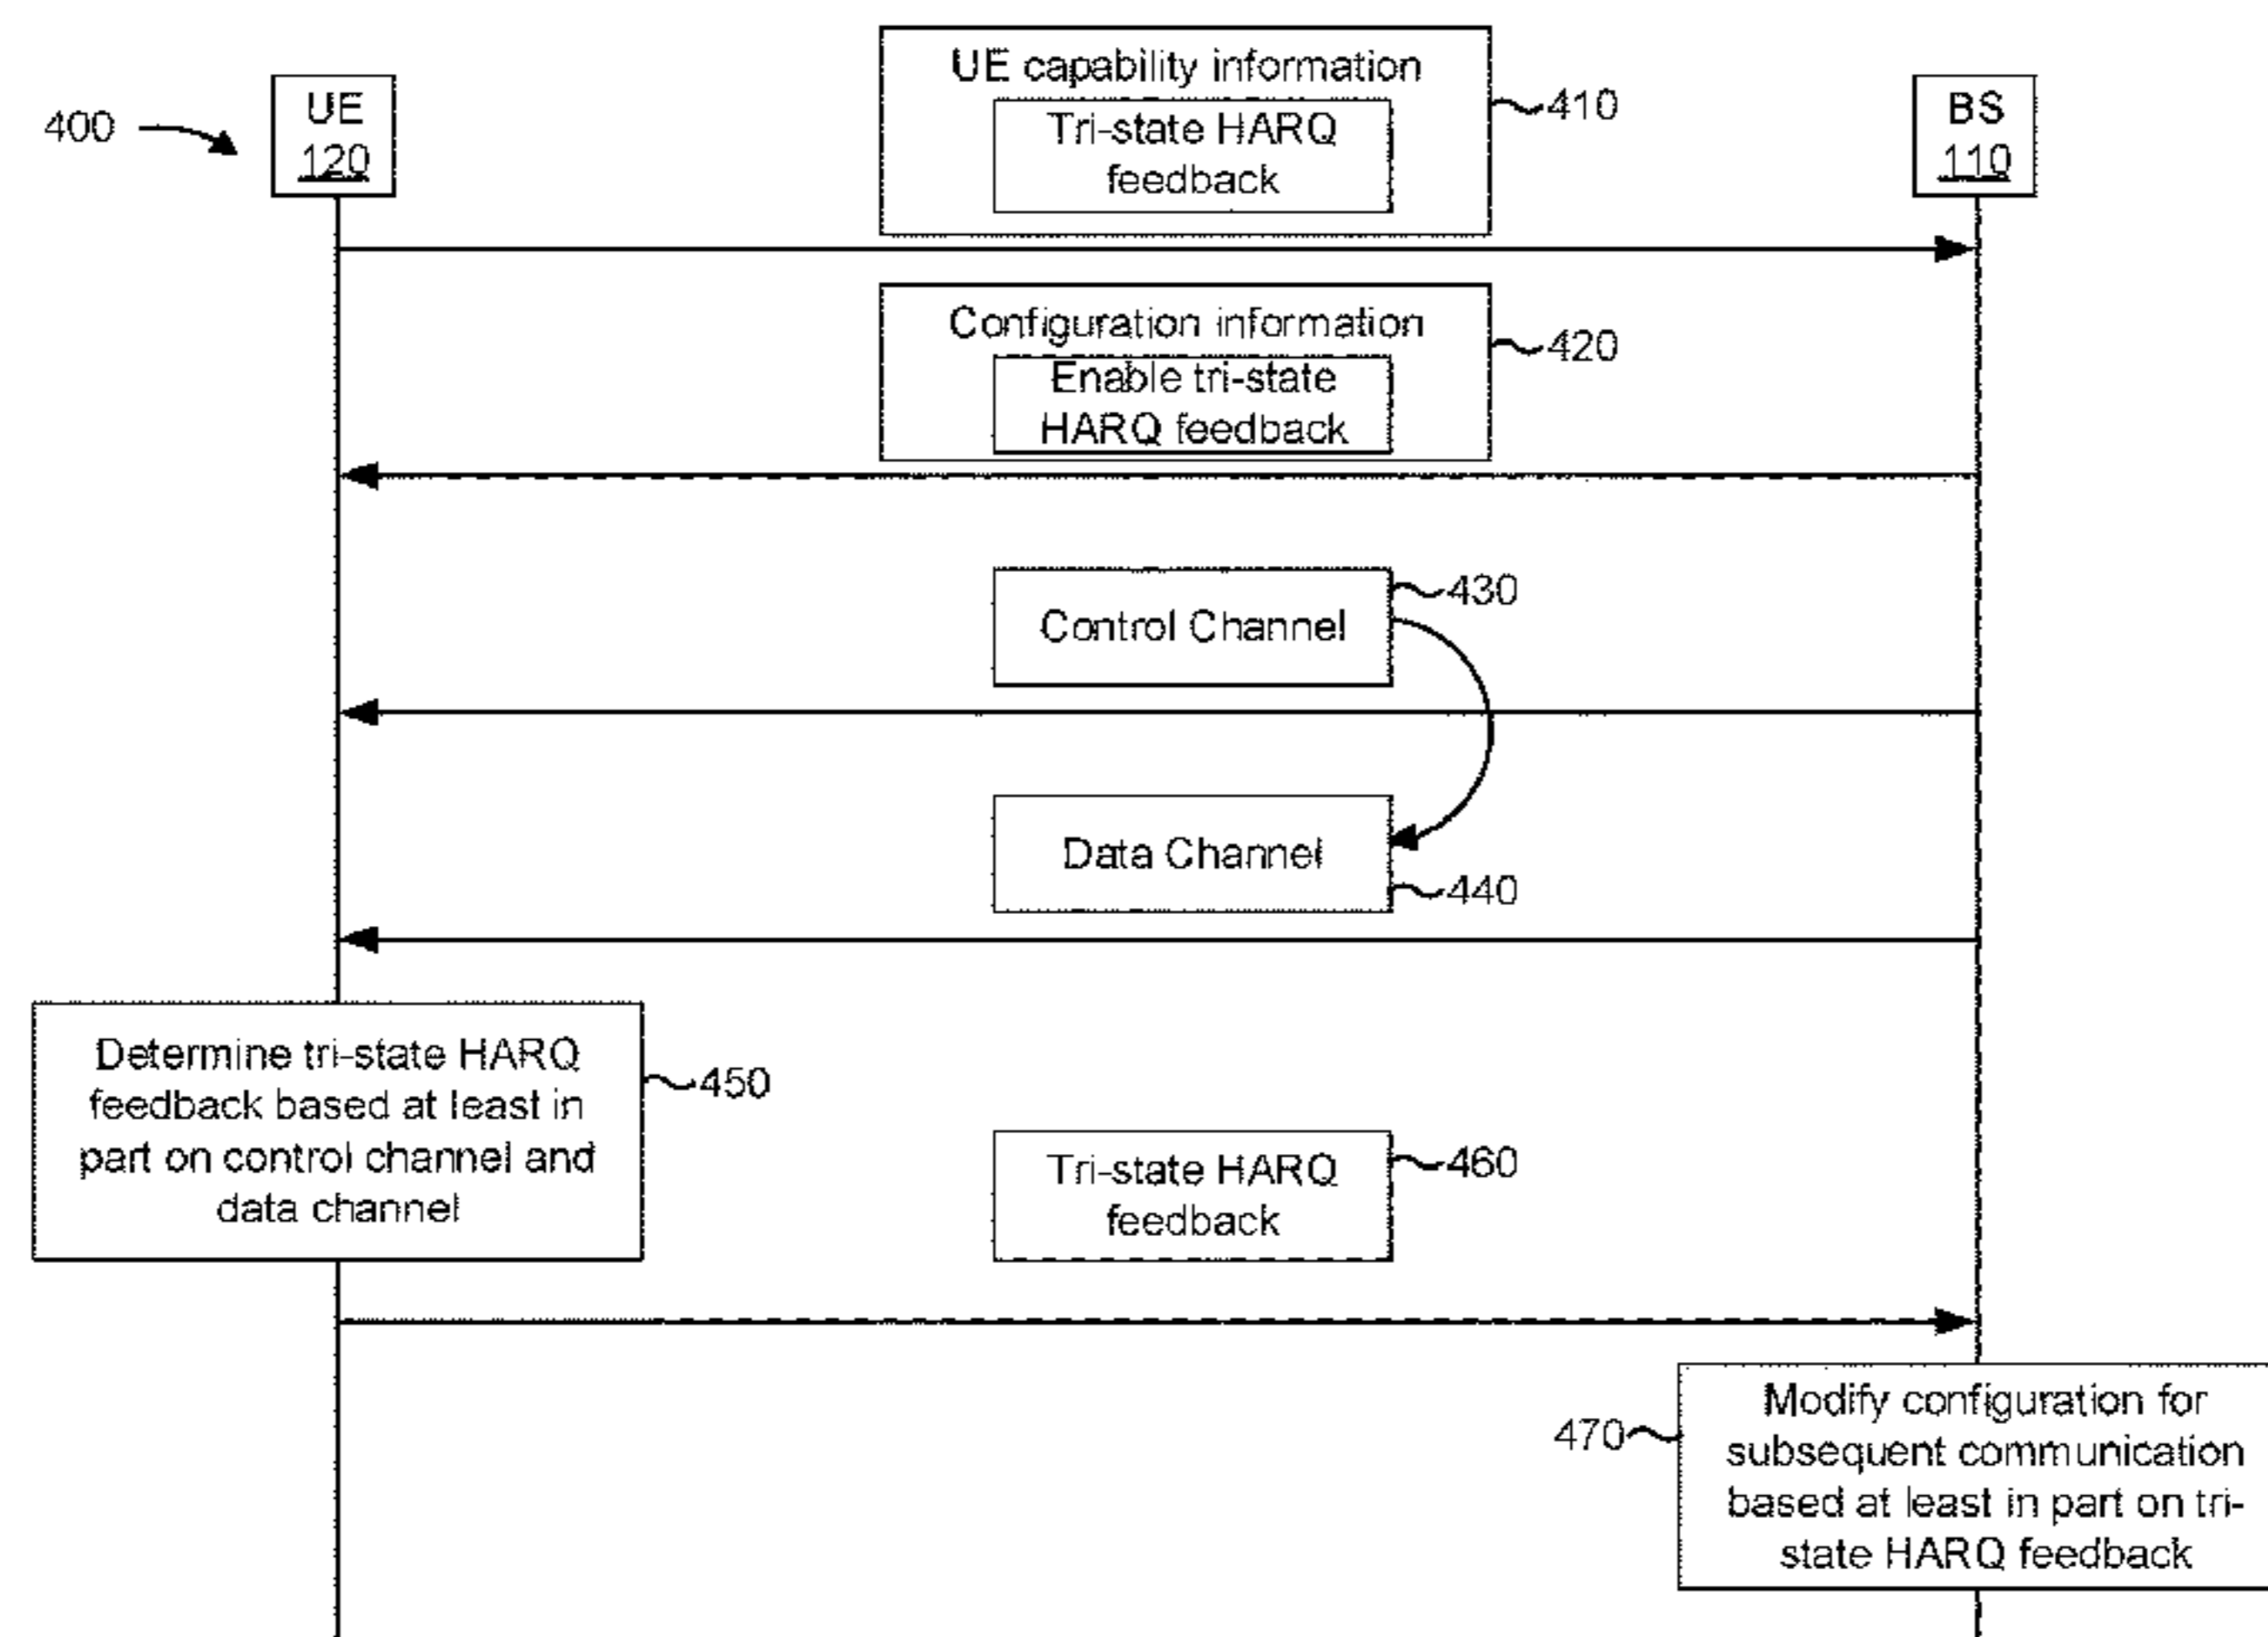 400
UE
120
UE capability information
Tri-state HARQ
feedback
410
BS
110
Configuration information
Enable tri-state
HARQ feedback
420
Control Channel
430
Data Channel
440
Determine tri-state HARQ
feedback based at least in
part on control channel and
data channel
450
Tri-state HARQ
feedback
460
470
Modify configuration for
subsequent communication
based at least in part on tri-
state HARQ feedback